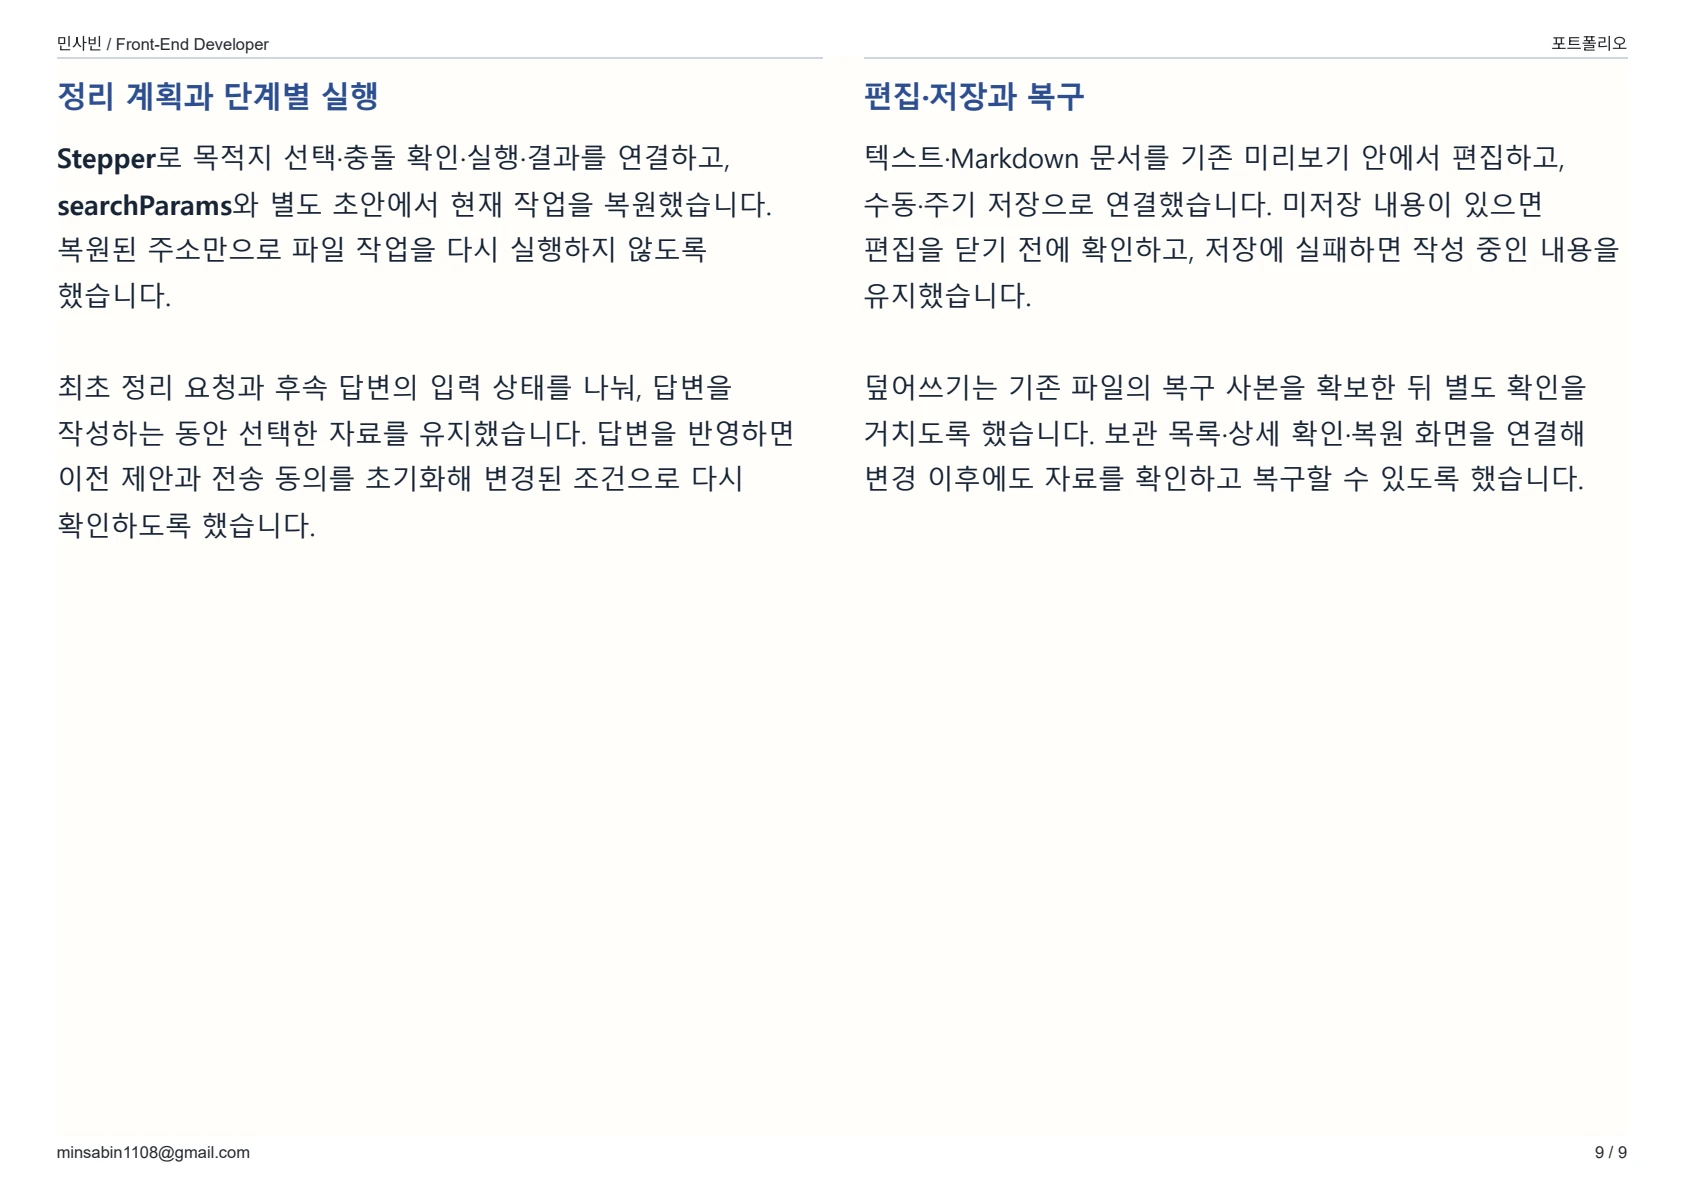 민사빈 / Front-End Developer
포트폴리오
정리 계획과 단계별 실행
Stepper로 목적지 선택·충돌 확인·실행·결과를 연결하고,
searchParams와 별도 초안에서 현재 작업을 복원했습니다.
복원된 주소만으로 파일 작업을 다시 실행하지 않도록
했습니다.
최초 정리 요청과 후속 답변의 입력 상태를 나눠, 답변을
작성하는 동안 선택한 자료를 유지했습니다. 답변을 반영하면
이전 제안과 전송 동의를 초기화해 변경된 조건으로 다시
확인하도록 했습니다.
편집·저장과 복구
텍스트·Markdown 문서를 기존 미리보기 안에서 편집하고,
수동·주기 저장으로 연결했습니다. 미저장 내용이 있으면
편집을 닫기 전에 확인하고, 저장에 실패하면 작성 중인 내용을
유지했습니다.
덮어쓰기는 기존 파일의 복구 사본을 확보한 뒤 별도 확인을
거치도록 했습니다. 보관 목록·상세 확인·복원 화면을 연결해
변경 이후에도 자료를 확인하고 복구할 수 있도록 했습니다.
minsabin1108@gmail.com
9 / 9